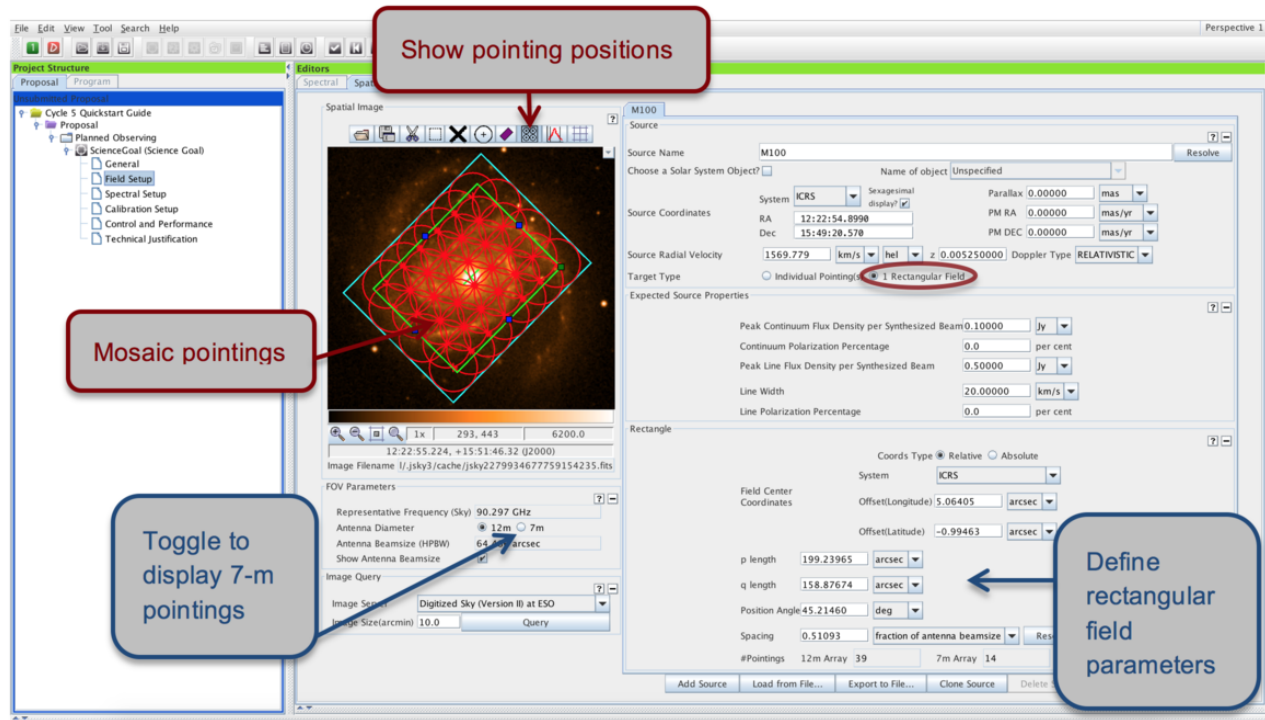 File Edit View Tool Search Help
Perspective 1
Show pointing positions
Project Structure
Proposal Program
Unsubmitted Proposal
Cycle 5 Quickstart Guide
Proposal
Planned Observing
ScienceGoal (Science Goal)
General
Field Setup
Spectral Setup
Calibration Setup
Control and Performance
Technical Justification
Editors
Spectral
Spatial Image
M100
Source
Source Name M100 Resolve
Choose a Solar System Object? Name of object Unspecified
System ICRS Sexagesimal display? Parallax 0.00000 mas
Source Coordinates
RA 12:22:54.8990 PM RA 0.00000 mas/yr
Dec 15:49:20.570 PM DEC 0.00000 mas/yr
Source Radial Velocity 1569.779 km/s hel z 0.005250000 Doppler Type RELATIVISTIC
Target Type Individual Pointing(s) 1 Rectangular Field
Expected Source Properties
Peak Continuum Flux Density per Synthesized Beam 0.10000 Jy
Continuum Polarization Percentage 0.0 per cent
Peak Line Flux Density per Synthesized Beam 0.50000 Jy
Line Width 20.00000 km/s
Line Polarization Percentage 0.0 per cent
Mosaic pointings
1x 293, 443 6200.0
12:22:55.224, +15:51:46.32 (J2000)
Image Filename l/.jsky3/cache/jsky2279934677759154235.fits
FOV Parameters
Representative Frequency (Sky) 90.297 GHz
Antenna Diameter 12m 7m
Antenna Beamsize (HPBW) arcsec
Show Antenna Beamsize
Image Query
Image Server Digitized Sky (Version II) at ESO
Image Size(arcmin) 10.0 Query
Toggle to
display 7-m
pointings
Rectangle
Coords Type Relative Absolute
System ICRS
Field Center
Coordinates
Offset(Longitude) 5.06405 arcsec
Offset(Latitude) -0.99463 arcsec
p length 199.23965 arcsec
q length 158.87674 arcsec
Position Angle 45.21460 deg
Spacing 0.51093 fraction of antenna beamsize
#Pointings 12m Array 39 7m Array 14
Define
rectangular
field
parameters
Add Source Load from File... Export to File... Clone Source Delete